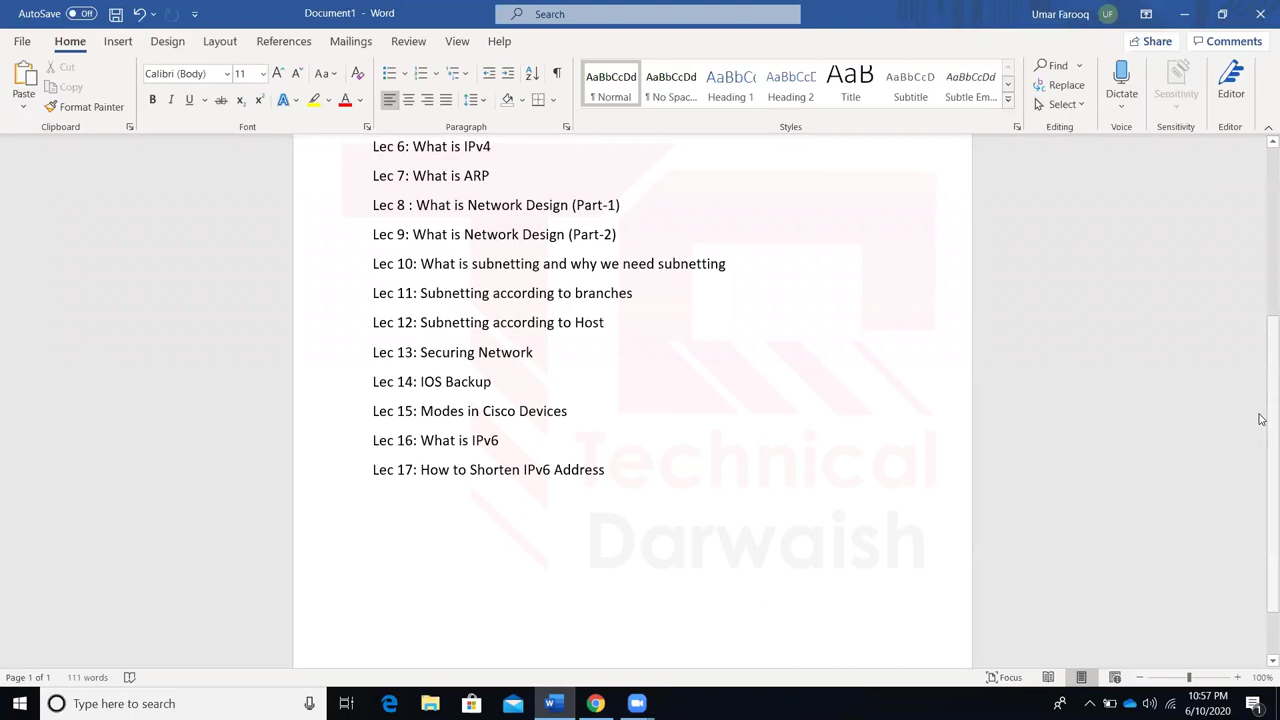 AutoSave Off Document1 - Word Search Umar Farooq UF
File Home Insert Design Layout References Mailings Review View Help Share Comments
Paste Cut Copy Format Painter
Calibri (Body) 11
AaBbCcDd AaBbCcDd AaBbC AaBbCcD AaB AaBbCcD AaBbCcDd
¶ Normal ¶ No Spac... Heading 1 Heading 2 Title Subtitle Subtle Em...
Find Replace Select Dictate Sensitivity Editor
Clipboard Font Paragraph Styles Editing Voice Sensitivity Editor
Lec 6: What is IPv4
Lec 7: What is ARP
Lec 8 : What is Network Design (Part-1)
Lec 9: What is Network Design (Part-2)
Lec 10: What is subnetting and why we need subnetting
Lec 11: Subnetting according to branches
Lec 12: Subnetting according to Host
Lec 13: Securing Network
Lec 14: IOS Backup
Lec 15: Modes in Cisco Devices
Lec 16: What is IPv6
Lec 17: How to Shorten IPv6 Address
Technical
Darwaish
Page 1 of 1 111 words Focus 100%
Type here to search 10:57 PM
6/10/2020